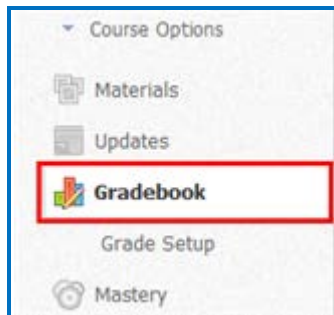 Course Options
Materials
Updates
Gradebook
Grade Setup
Mastery